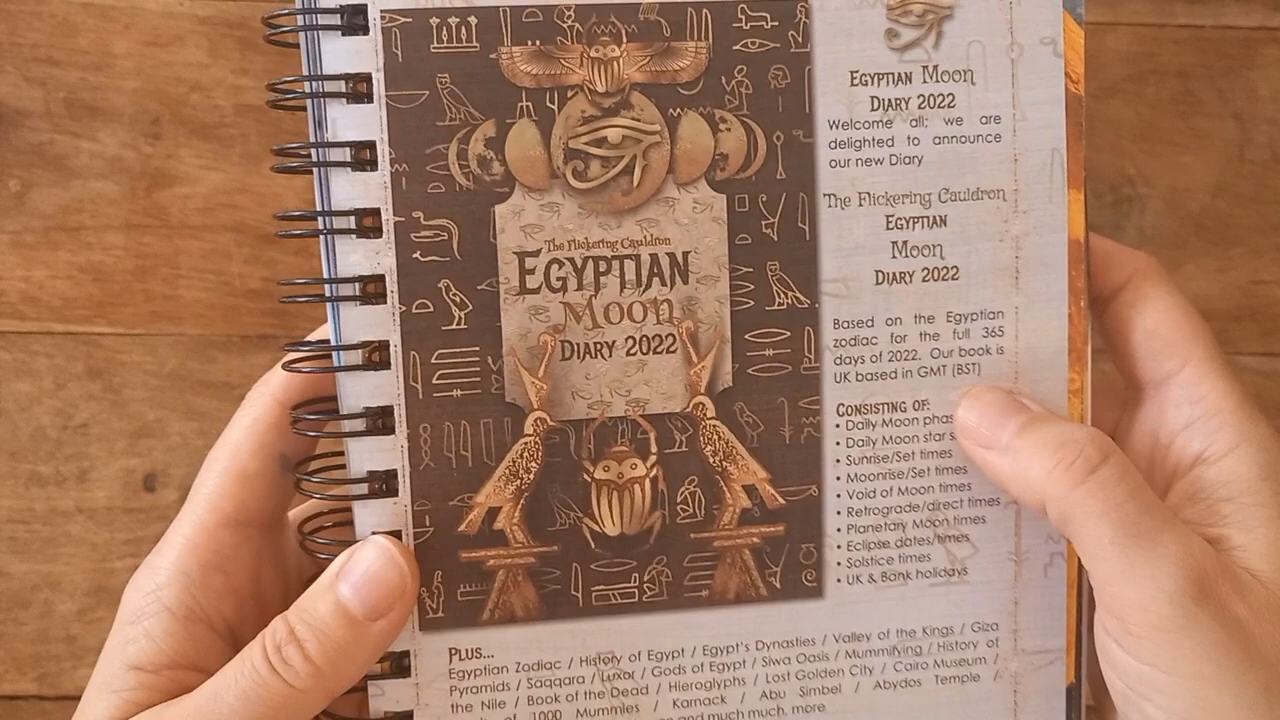 The Flickering Cauldron
EGYPTIAN
Moon
DIARY 2022
EGYPTIAN Moon
DIARY 2022
Welcome all; we are
delighted to announce
our new Diary
The Flickering Cauldron
EGYPTIAN
Moon
DIARY 2022
Based on the Egyptian
zodiac for the full 365
days of 2022. Our book is
UK based in GMT (BST)
CONSISTING OF:
• Daily Moon phas
• Daily Moon star s
• Sunrise/Set times
• Moonrise/Set times
• Void of Moon times
• Retrograde/direct times
• Planetary Moon times
• Eclipse dates/times
• Solstice times
• UK & Bank holidays
PLUS...
Egyptian Zodiac / History of Egypt / Egypt's Dynasties / Valley of the Kings / Giza
Pyramids / Saqqara / Luxor / Gods of Egypt / Siwa Oasis / Mummifying / History of
the Nile / Book of the Dead / Hieroglyphs / Lost Golden City / Cairo Museum /
of 1000 Mummies / Karnack / Abu Simbel / Abydos Temple /
and much much, more